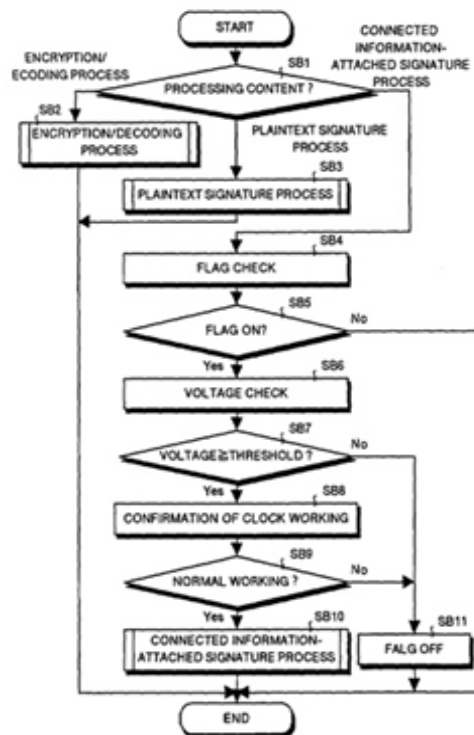 START
CONNECTED
INFORMATION-
ATTACHED SIGNATURE
PROCESS
ENCRYPTION/
ECODING PROCESS
SB1
PROCESSING CONTENT ?
SB2
ENCRYPTION/DECODING
PROCESS
PLAINTEXT SIGNATURE
PROCESS
SB3
PLAINTEXT SIGNATURE PROCESS
SB4
FLAG CHECK
SB5
FLAG ON?
No
Yes
SB6
VOLTAGE CHECK
SB7
VOLTAGE≧THRESHOLD ?
No
Yes
SB8
CONFIRMATION OF CLOCK WORKING
SB9
NORMAL WORKING ?
No
Yes
SB10
CONNECTED INFORMATION-
ATTACHED SIGNATURE PROCESS
SB11
FALG OFF
END